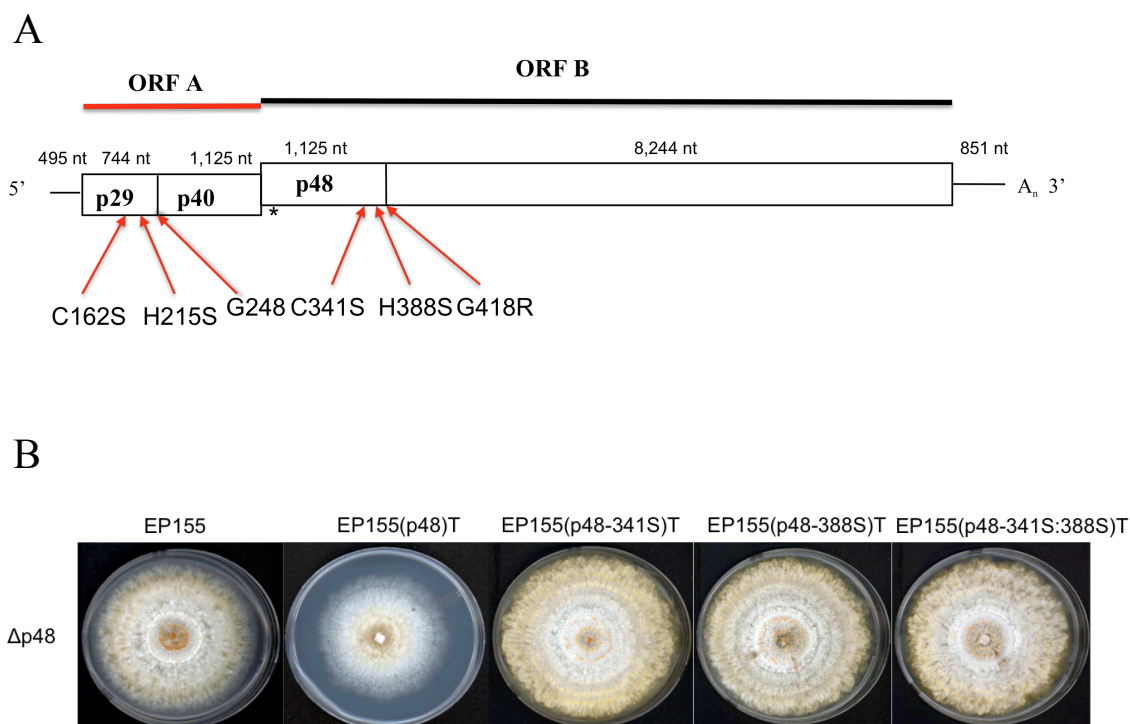 A
ORF A
ORF B
495 nt 744 nt 1,125 nt 1,125 nt 8,244 nt 851 nt
5’ p29 p40 p48 An 3’
*
C162S H215S G248 C341S H388S G418R
B
EP155 EP155(p48)T EP155(p48-341S)T EP155(p48-388S)T EP155(p48-341S:388S)T
Δp48